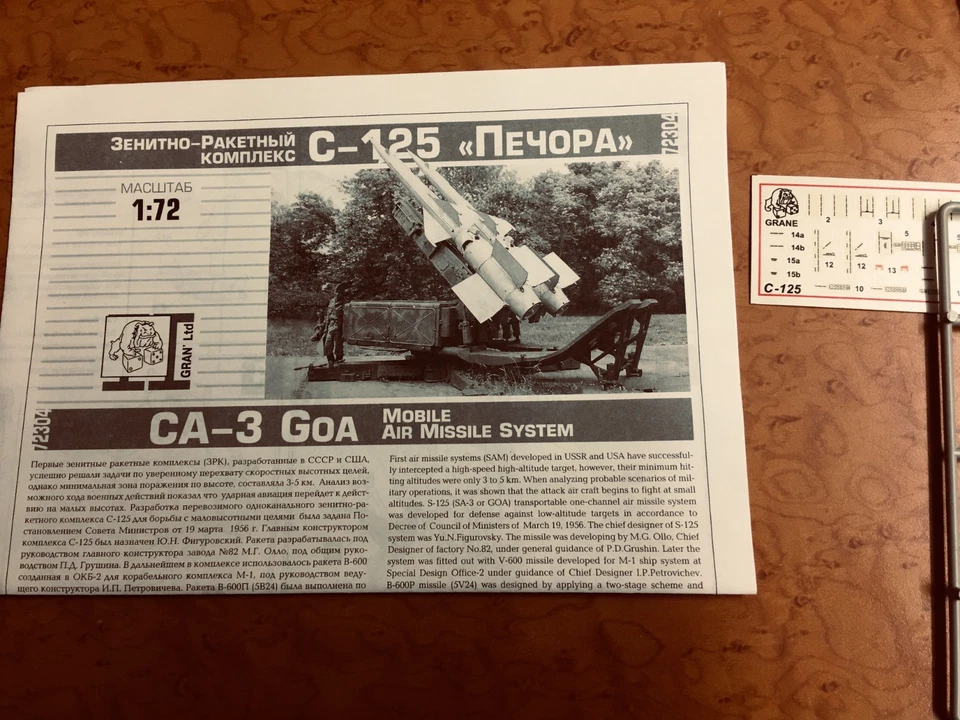 Зенитно-Ракетный
комплекс С-125 «Печора»
72304
МАСШТАБ
1:72
GRAN' Ltd
72304
СА-3 Goa Mobile
Air Missile System
Первые зенитные ракетные комплексы (ЗРК), разработанные в СССР и США,
успешно решали задачи по уверенному перехвату скоростных высотных целей,
однако минимальная зона поражения по высоте, составляла 3-5 км. Анализ воз-
можного хода военных действий показал что ударная авиация перейдет к дейст-
вию на малых высотах. Разработка перевозимого одноканального зенитно-ра-
кетного комплекса С-125 для борьбы с маловысотными целями была задана По-
становлением Совета Министров от 19 марта 1956 г. Главным конструктором
комплекса С-125 был назначен Ю.Н. Фигуровский. Ракета разрабатывалась под
руководством главного конструктора завода №82 М.Г. Олло, под общим руко-
водством П.Д. Грушина. В дальнейшем в комплексе использовалось ракета В-600
созданная в ОКБ-2 для корабельного комплекса М-1, под руководством веду-
щего конструктора И.П. Петровичева. Ракета В-600П (5В24) была выполнена по
First air missile systems (SAM) developed in USSR and USA have successful-
ly intercepted a high-speed high-altitude target, however, their minimum hit-
ting altitudes were only 3 to 5 km. When analyzing probable scenarios of mil-
itary operations, it was shown that the attack air craft begins to fight at small
altitudes. S-125 (SA-3 or GOA) transportable one-channel air missile system
was developed for defense against low-altitude targets in accordance to
Decree of Council of Ministers of March 19, 1956. The chief designer of S-125
system was Yu.N.Figurovsky. The missile was developing by M.G. Ollo, Chief
Designer of factory No.82, under general guidance of P.D.Grushin. Later the
system was fitted out with V-600 missile developed for M-1 ship system at
Special Design Office-2 under guidance of Chief Designer I.P.Petrovichev.
B-600P missile (5V24) was designed by applying a two-stage scheme and
GRANE
2 3
5
14a
14b
15a
15b
12 12 13
C-125 10